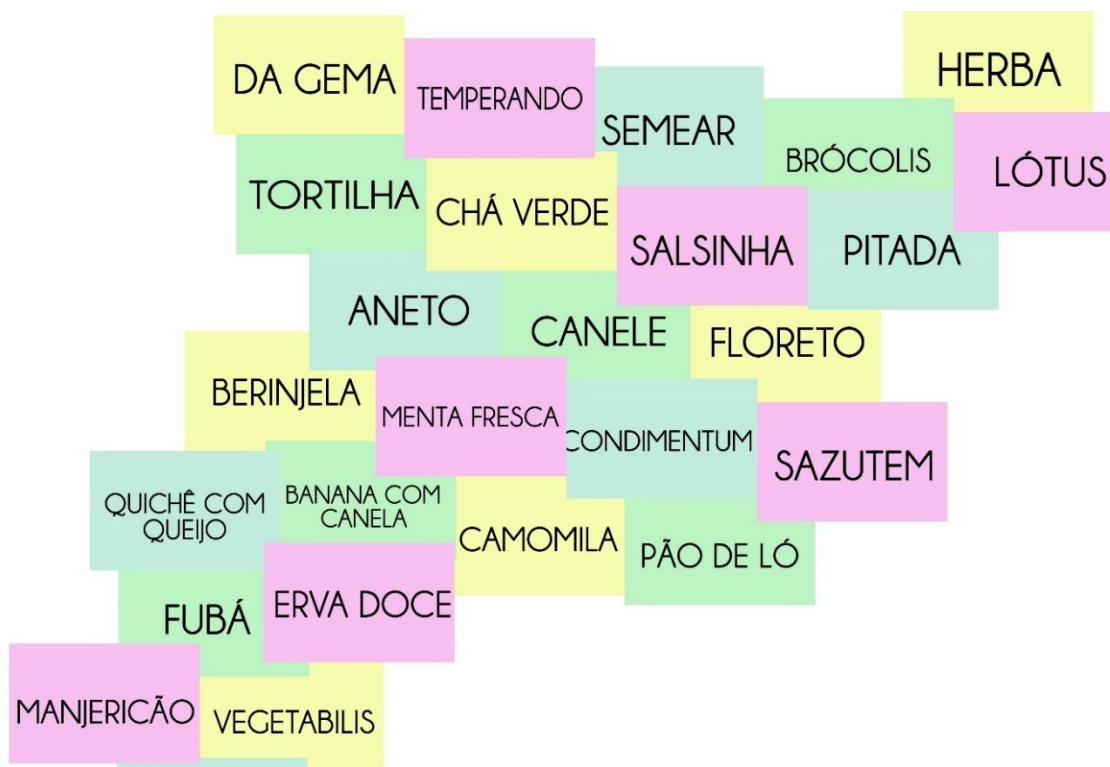 DA GEMA
TEMPERANDO
SEMEAR
HERBA
BRÓCOLIS
LÓTUS
TORTILHA
CHÁ VERDE
SALSINHA
PITADA
ANETO
CANELE
FLORETO
BERINJELA
MENTA FRESCA
CONDIMENTUM
SAZUTEM
QUICHÊ COM
QUEIJO
BANANA COM
CANELA
CAMOMILA
PÃO DE LÓ
FUBÁ
ERVA DOCE
MANJERICÃO
VEGETABILIS